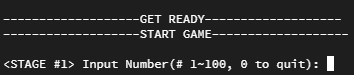 -------------------GET READY-------------------
-------------------START GAME-------------------
<STAGE #1> Input Number(# 1~100, 0 to quit):